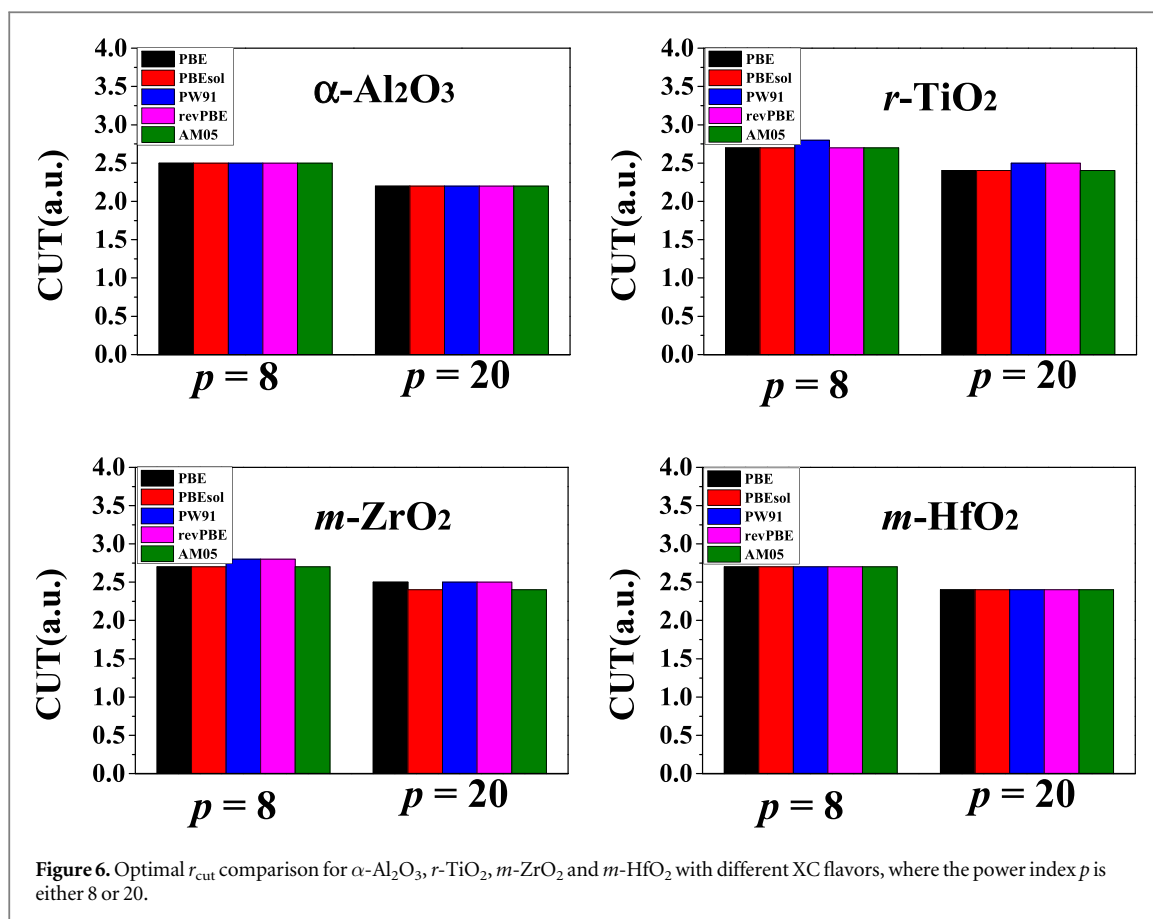 4.0
3.5
3.0
2.5
2.0
1.5
1.0
0.5
0.0
CUT(a.u.)
PBE
PBEsol
PW91
revPBE
AM05
α-Al2O3
p = 8
p = 20
4.0
3.5
3.0
2.5
2.0
1.5
1.0
0.5
0.0
CUT(a.u.)
PBE
PBEsol
PW91
revPBE
AM05
r-TiO2
p = 8
p = 20
4.0
3.5
3.0
2.5
2.0
1.5
1.0
0.5
0.0
CUT(a.u.)
PBE
PBEsol
PW91
revPBE
AM05
m-ZrO2
p = 8
p = 20
4.0
3.5
3.0
2.5
2.0
1.5
1.0
0.5
0.0
CUT(a.u.)
PBE
PBEsol
PW91
revPBE
AM05
m-HfO2
p = 8
p = 20
Figure 6. Optimal rcut comparison for α-Al2O3, r-TiO2, m-ZrO2 and m-HfO2 with different XC flavors, where the power index p is
either 8 or 20.